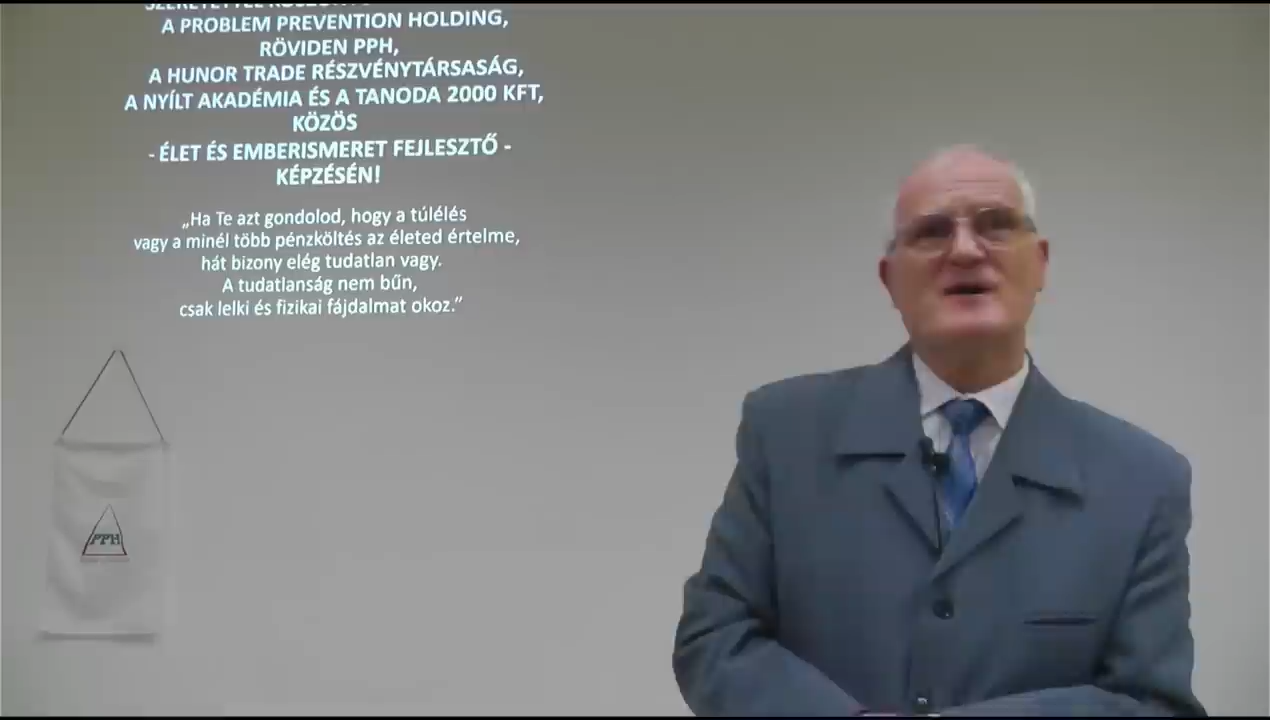 A PROBLEM PREVENTION HOLDING,
RÖVIDEN PPH,
A HUNOR TRADE RÉSZVÉNYTÁRSASÁG,
A NYÍLT AKADÉMIA ÉS A TANODA 2000 KFT,
KÖZÖS
- ÉLET ÉS EMBERISMERET FEJLESZTŐ -
KÉPZÉSÉN!
„Ha Te azt gondolod, hogy a túlélés
vagy a minél több pénzköltés az életed értelme,
hát bizony elég tudatlan vagy.
A tudatlanság nem bűn,
csak lelki és fizikai fájdalmat okoz.”
PPH